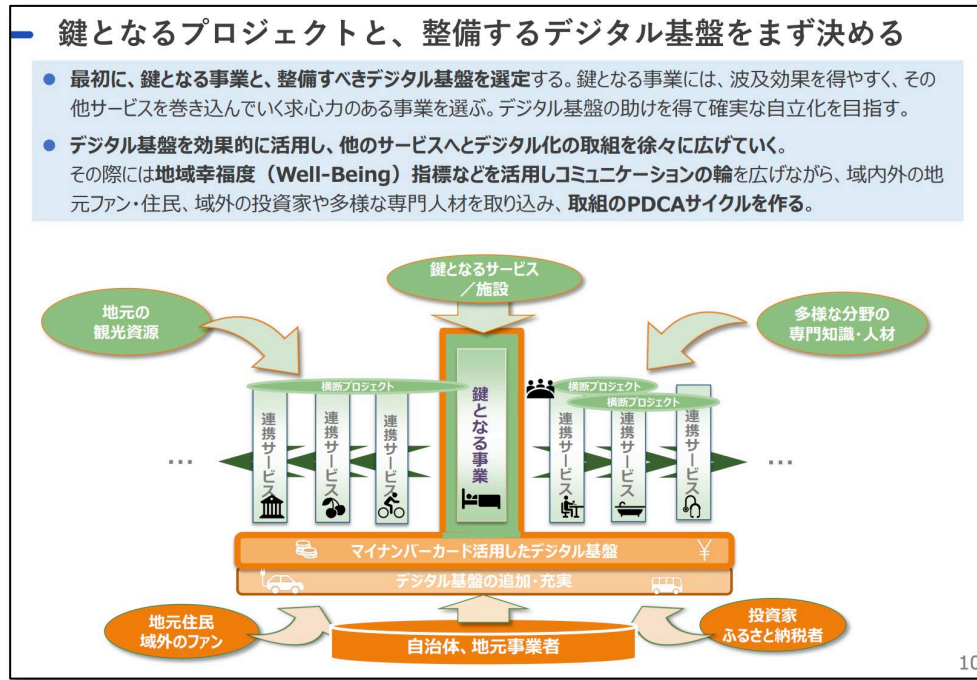 鍵となるプロジェクトと、整備するデジタル基盤をまず決める
● 最初に、鍵となる事業と、整備すべきデジタル基盤を選定する。鍵となる事業には、波及効果を得やすく、その
他サービスを巻き込んでいく求心力のある事業を選ぶ。デジタル基盤の助けを得て確実な自立化を目指す。
● デジタル基盤を効果的に活用し、他のサービスへとデジタル化の取組を徐々に広げていく。
その際には地域幸福度（Well-Being）指標などを活用しコミュニケーションの輪を広げながら、域内外の地
元ファン・住民、域外の投資家や多様な専門人材を取り込み、取組のPDCAサイクルを作る。
鍵となるサービス
／施設
地元の
観光資源
多様な分野の
専門知識・人材
横断プロジェクト
横断プロジェクト
横断プロジェクト
…
連携サービス
連携サービス
連携サービス
鍵となる事業
連携サービス
連携サービス
連携サービス
…
マイナンバーカード活用したデジタル基盤
¥
デジタル基盤の追加・充実
地元住民
域外のファン
自治体、地元事業者
投資家
ふるさと納税者
10